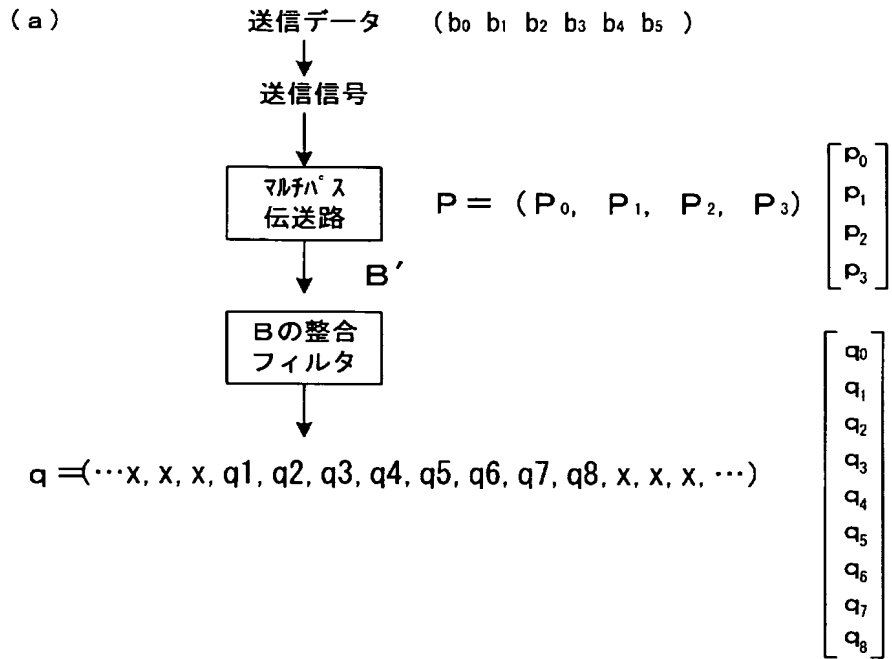 (a) 送信データ (b₀ b₁ b₂ b₃ b₄ b₅ )
送信信号
マルチパス
伝送路
P = (P₀, P₁, P₂, P₃)
p₀
p₁
p₂
p₃
B′
Bの整合
フィルタ
q₀
q₁
q₂
q₃
q₄
q₅
q₆
q₇
q₈
q=(…x, x, x, q1, q2, q3, q4, q5, q6, q7, q8, x, x, x, …)